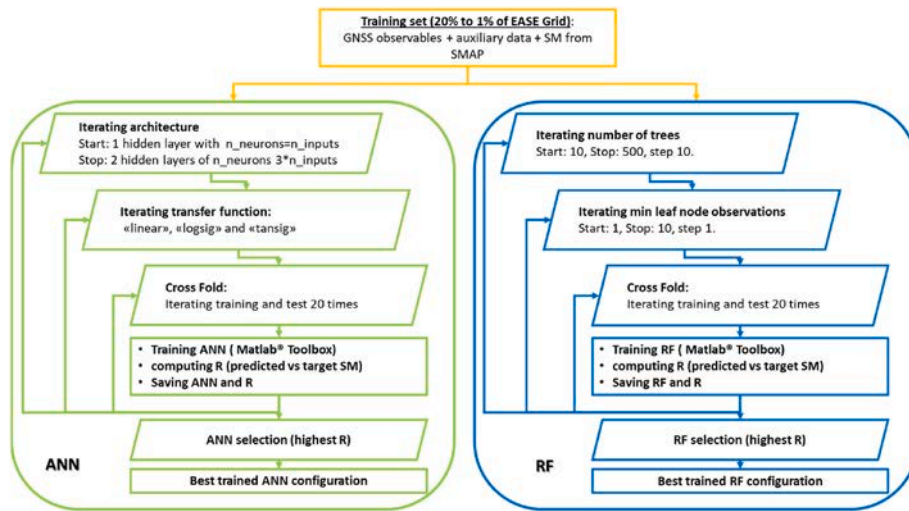 Training set (20% to 1% of EASE Grid):
GNSS observables + auxiliary data + SM from
SMAP
Iterating architecture
Start: 1 hidden layer with n_neurons=n_inputs
Stop: 2 hidden layers of n_neurons 3*n_inputs
Iterating transfer function:
«linear», «logsig» and «tansig»
Cross Fold:
Iterating training and test 20 times
• Training ANN ( Matlab® Toolbox)
• computing R (predicted vs target SM)
• Saving ANN and R
ANN selection (highest R)
Best trained ANN configuration
ANN
Iterating number of trees
Start: 10, Stop: 500, step 10.
Iterating min leaf node observations
Start: 1, Stop: 10, step 1.
Cross Fold:
Iterating training and test 20 times
• Training RF ( Matlab® Toolbox)
• computing R (predicted vs target SM)
• Saving RF and R
RF selection (highest R)
Best trained RF configuration
RF